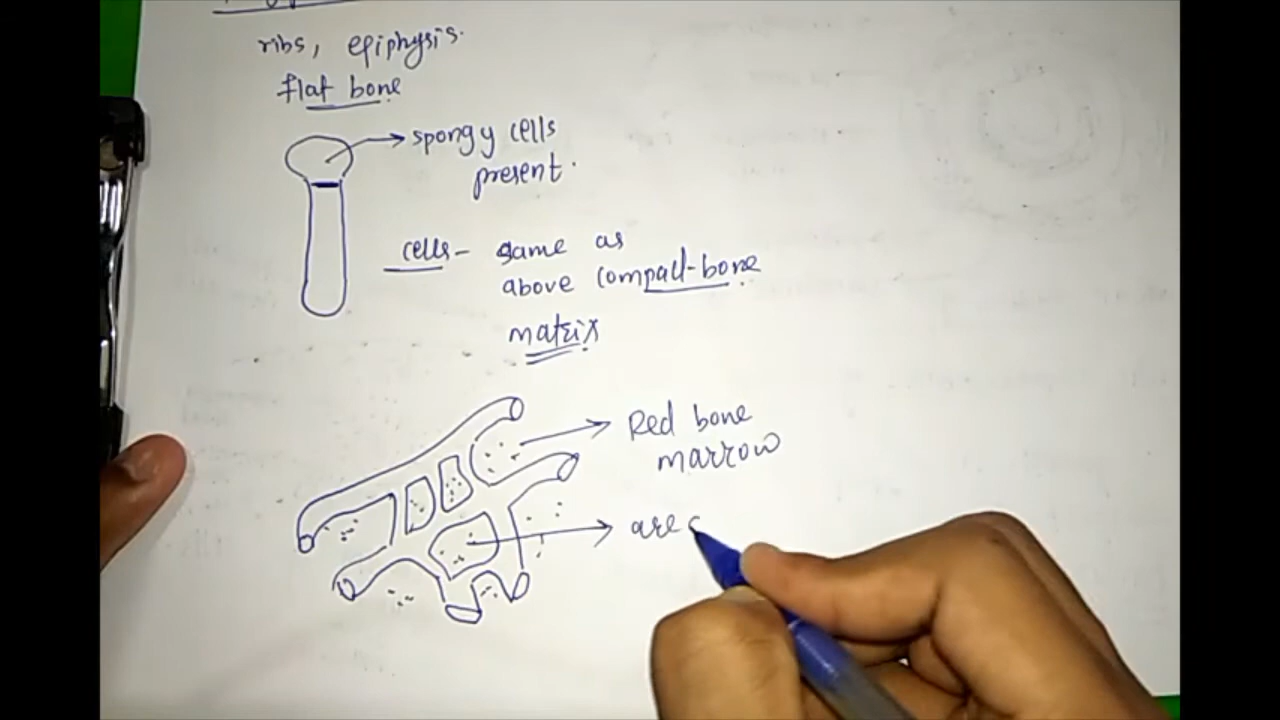 ribs, epiphysis.
flat bone
spongy cells
present.
cells - same as
above compact-bone
matrix
Red bone
marrow